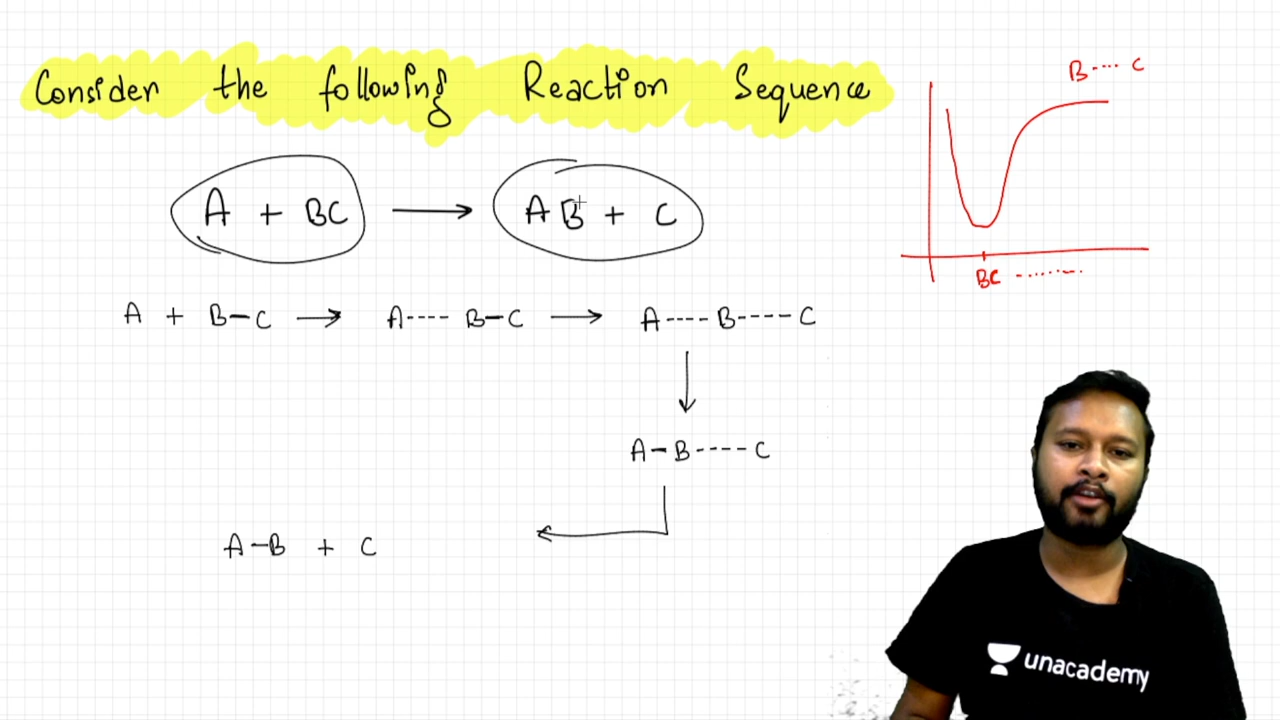 Consider the following Reaction Sequence
A + BC ⟶ AB + C
A + B-C ⟶ A---- B-C ⟶ A----B----C
A-B----C
A-B + C
B---- C
BC --------
unacademy